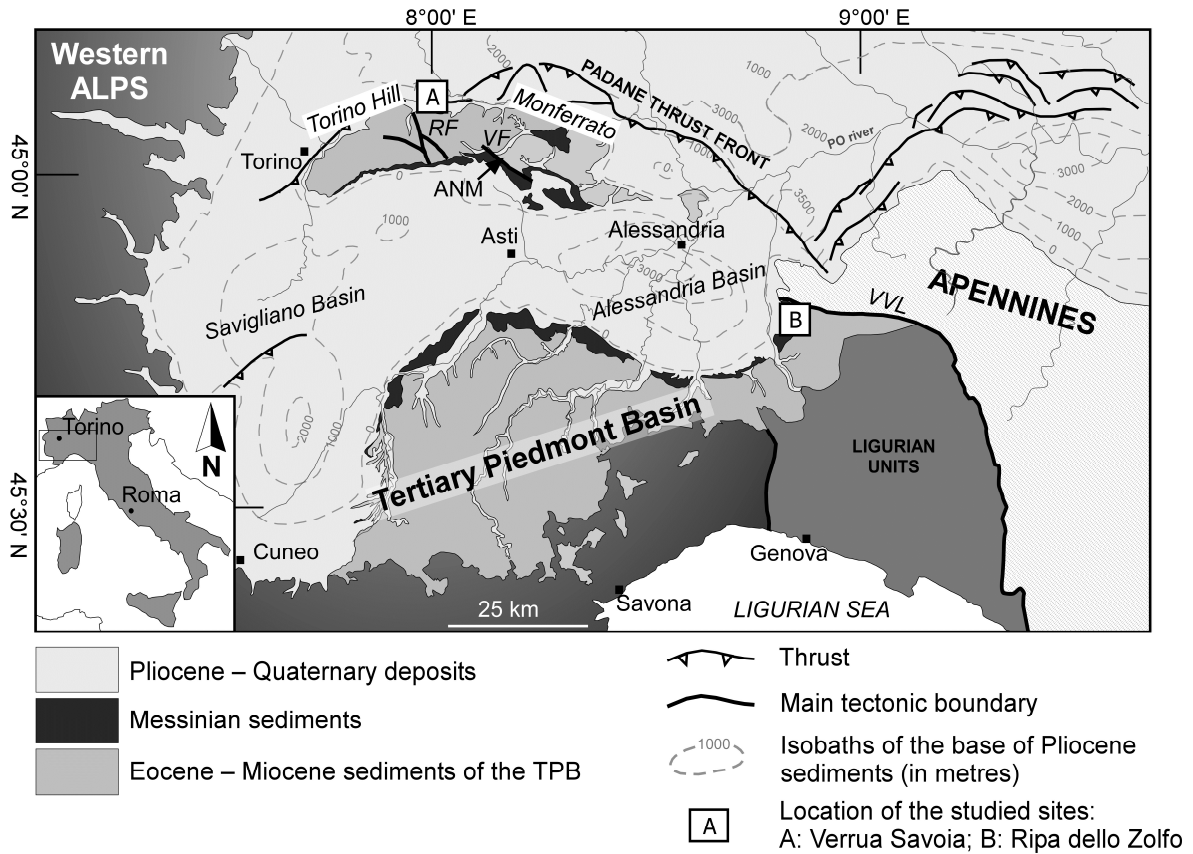 8°00' E
9°00' E
Western
ALPS
2000
PADANE THRUST FRONT
1000
3000
2000
PO river
1000
Torino Hill
A
Monferrato
RF
VF
Torino
ANM
0
0
3500
3000
2000
1000
0
45°00' N
1000
Asti
Alessandria
3000
Alessandria Basin
0
Savigliano Basin
APENNINES
VVL
B
2000
1000
0
Tertiary Piedmont Basin
LIGURIAN
UNITS
Torino
N
Roma
45°30' N
Cuneo
Genova
Savona
25 km
LIGURIAN SEA
Pliocene – Quaternary deposits
Messinian sediments
Eocene – Miocene sediments of the TPB
Thrust
Main tectonic boundary
1000
Isobaths of the base of Pliocene
sediments (in metres)
A
Location of the studied sites:
A: Verrua Savoia; B: Ripa dello Zolfo